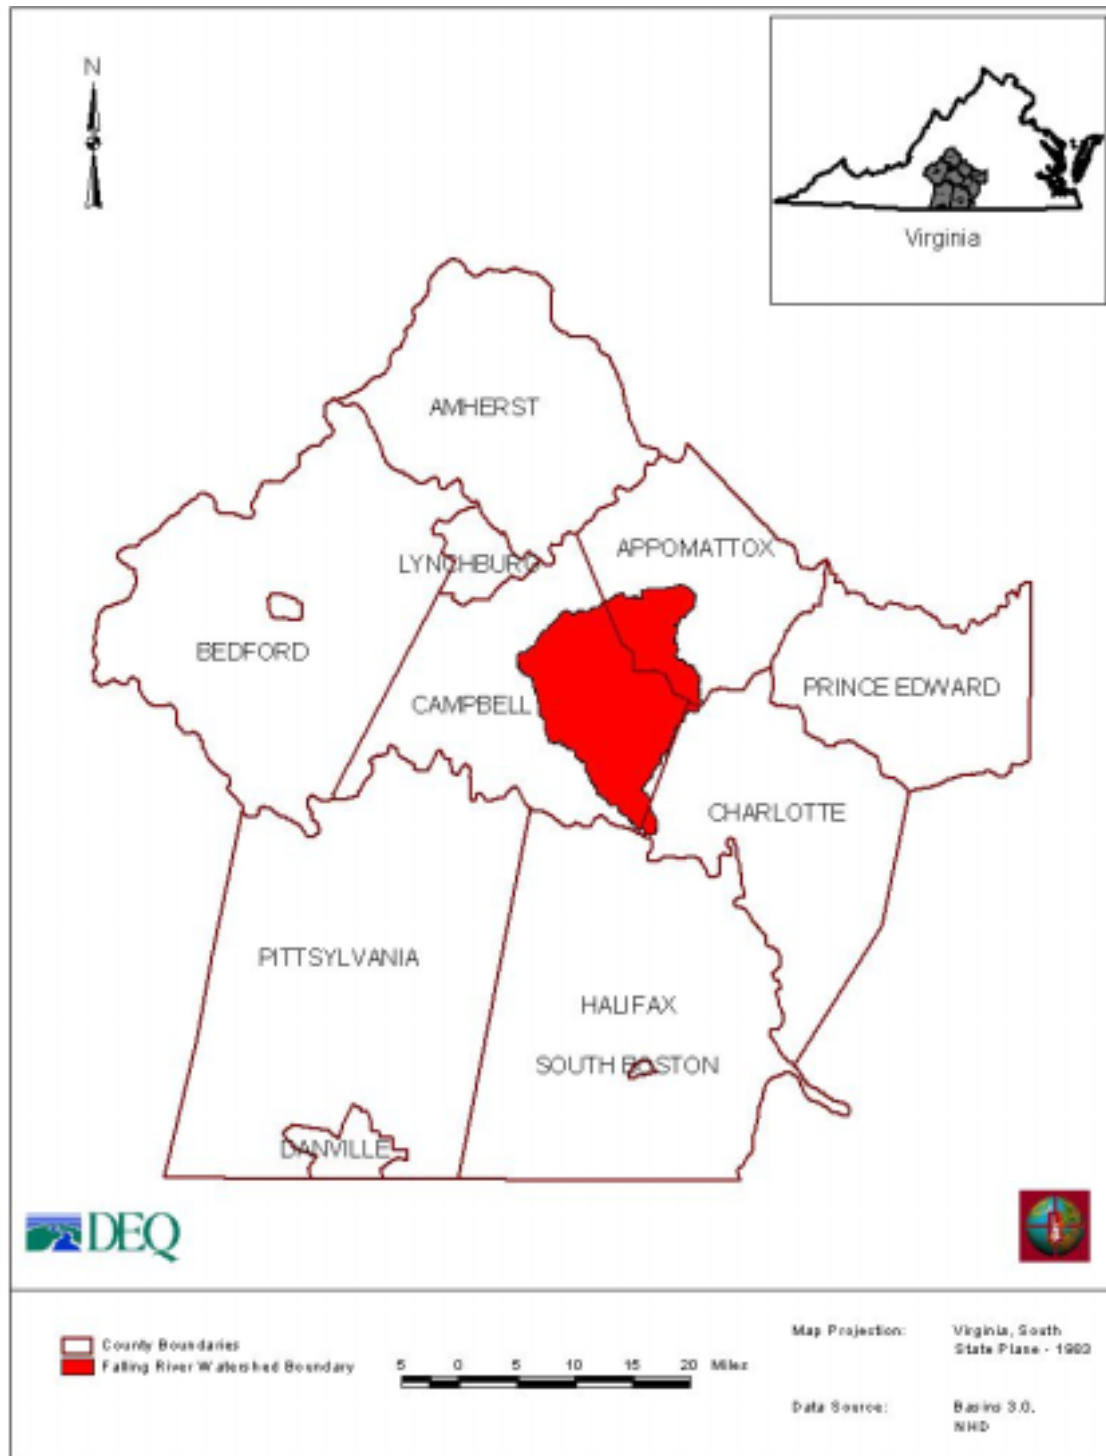 N
Virginia
AMHERST
APPOMATTOX
LYNCHBURG
BEDFORD
PRINCE EDWARD
CAMPBELL
CHARLOTTE
PITTSYLVANIA
HALIFAX
SOUTH BOSTON
DANVILLE
DEQ
County Boundaries
Falling River Watershed Boundary
5 0 5 10 15 20 Miles
Map Projection: Virginia, South
State Plane - 1983
Data Source: Basins 3.0,
NHD